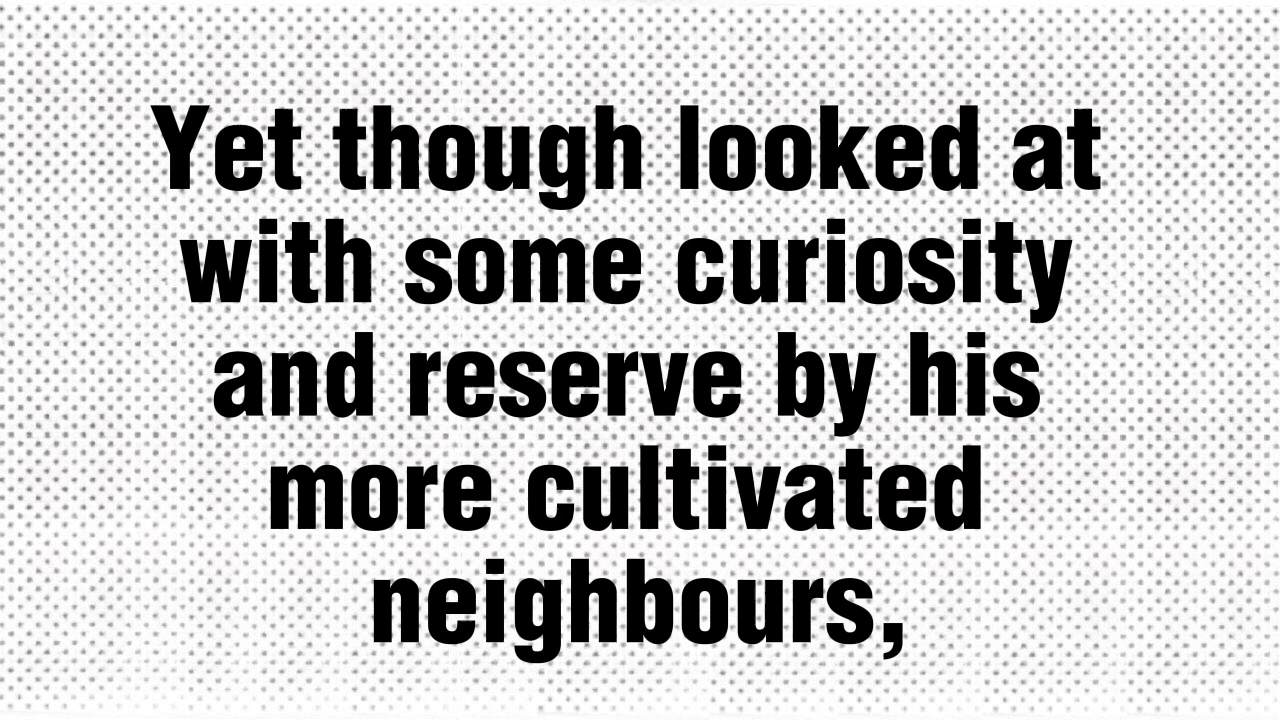 Yet though looked at
with some curiosity
and reserve by his
more cultivated
neighbours,